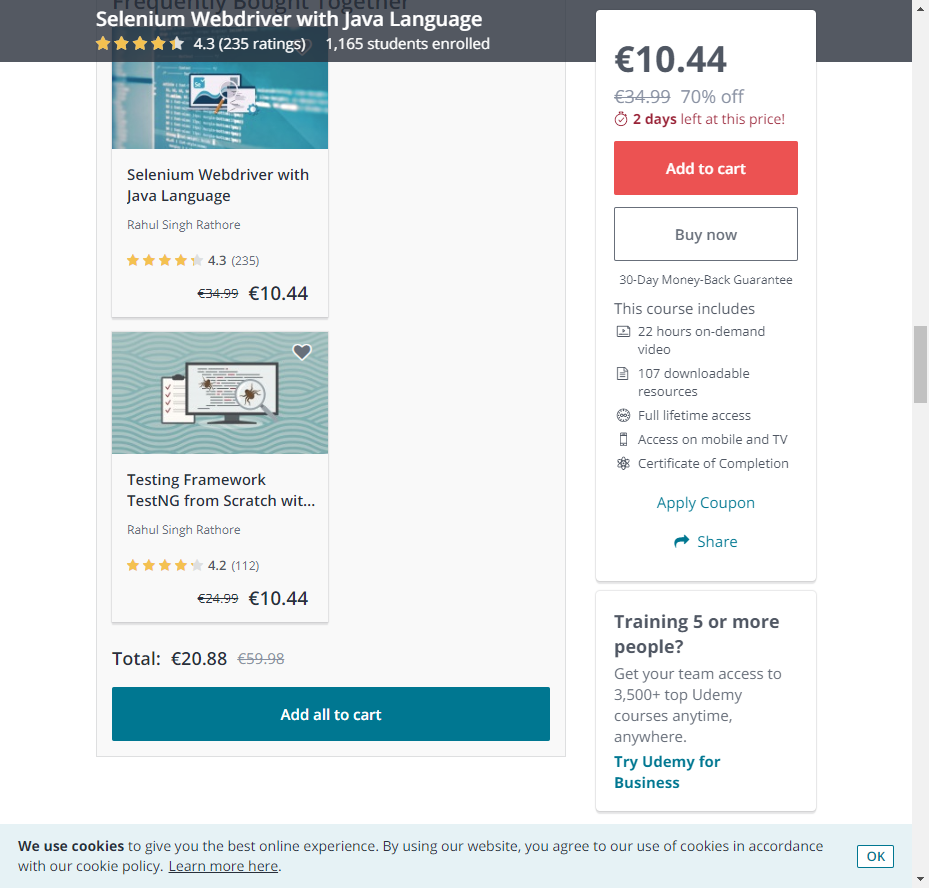 Frequently Bought Together
Selenium Webdriver with Java Language
4.3 (235 ratings) 1,165 students enrolled
Selenium Webdriver with
Java Language
Rahul Singh Rathore
4.3 (235)
€34.99 €10.44
Testing Framework
TestNG from Scratch wit...
Rahul Singh Rathore
4.2 (112)
€24.99 €10.44
Total: €20.88 €59.98
Add all to cart
€10.44
€34.99 70% off
2 days left at this price!
Add to cart
Buy now
30-Day Money-Back Guarantee
This course includes
22 hours on-demand
video
107 downloadable
resources
Full lifetime access
Access on mobile and TV
Certificate of Completion
Apply Coupon
Share
Training 5 or more
people?
Get your team access to
3,500+ top Udemy
courses anytime,
anywhere.
Try Udemy for
Business
We use cookies to give you the best online experience. By using our website, you agree to our use of cookies in accordance
with our cookie policy. Learn more here.
OK